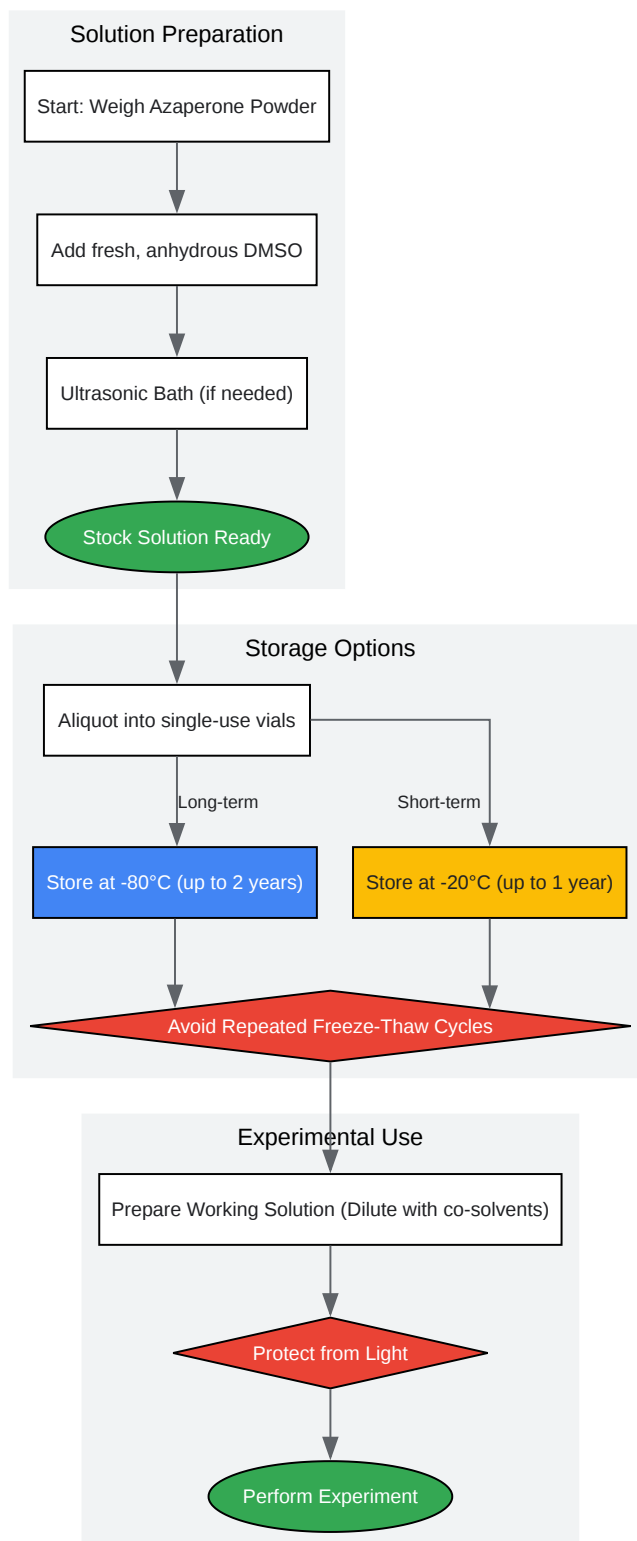 Solution Preparation
Start: Weigh Azaperone Powder
Add fresh, anhydrous DMSO
Ultrasonic Bath (if needed)
Stock Solution Ready
Storage Options
Aliquot into single-use vials
Long-term
Short-term
Store at -80°C (up to 2 years)
Store at -20°C (up to 1 year)
Avoid Repeated Freeze-Thaw Cycles
Experimental Use
Prepare Working Solution (Dilute with co-solvents)
Protect from Light
Perform Experiment